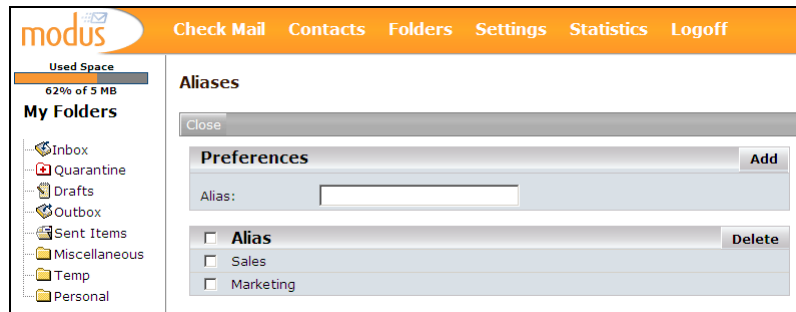 modus
Check Mail Contacts Folders Settings Statistics Logoff
Used Space
62% of 5 MB
My Folders
Inbox
Quarantine
Drafts
Outbox
Sent Items
Miscellaneous
Temp
Personal
Aliases
Close
Preferences Add
Alias:
Alias Delete
Sales
Marketing